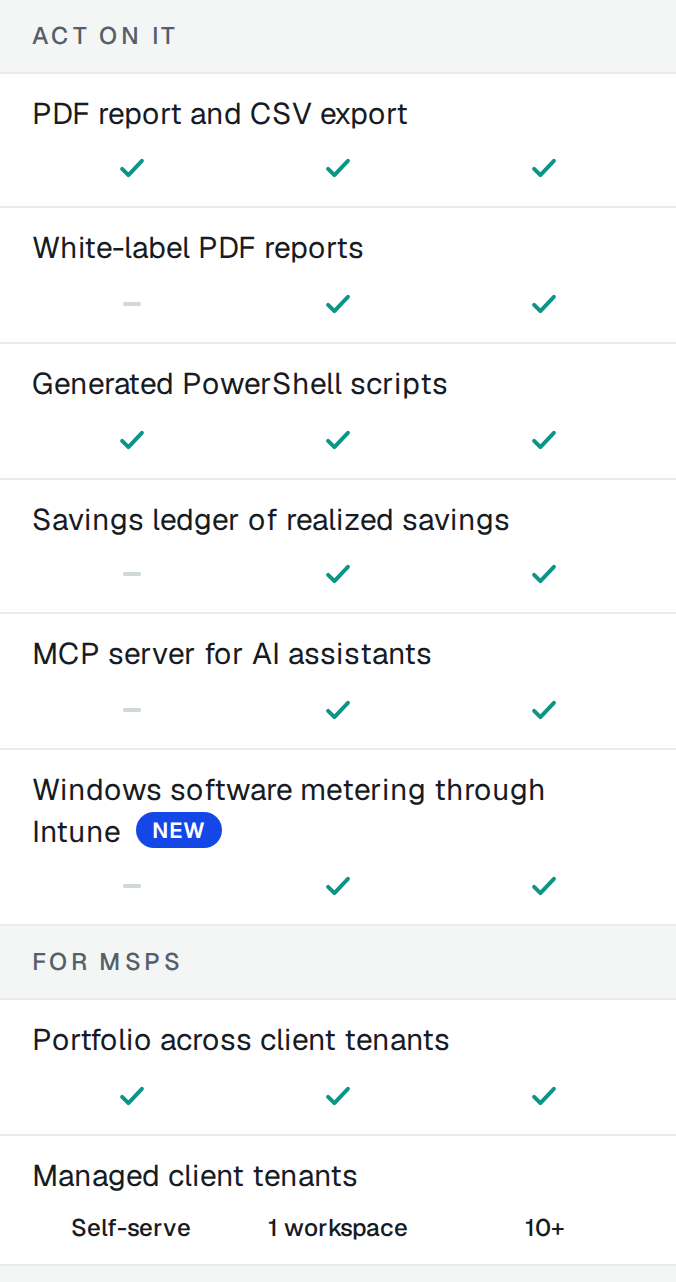 ACT ON IT
PDF report and CSV export
White-label PDF reports
Generated PowerShell scripts
Savings ledger of realized savings
MCP server for AI assistants
Windows software metering through
Intune NEW
FOR MSPS
Portfolio across client tenants
Managed client tenants
Self-serve 1 workspace 10+